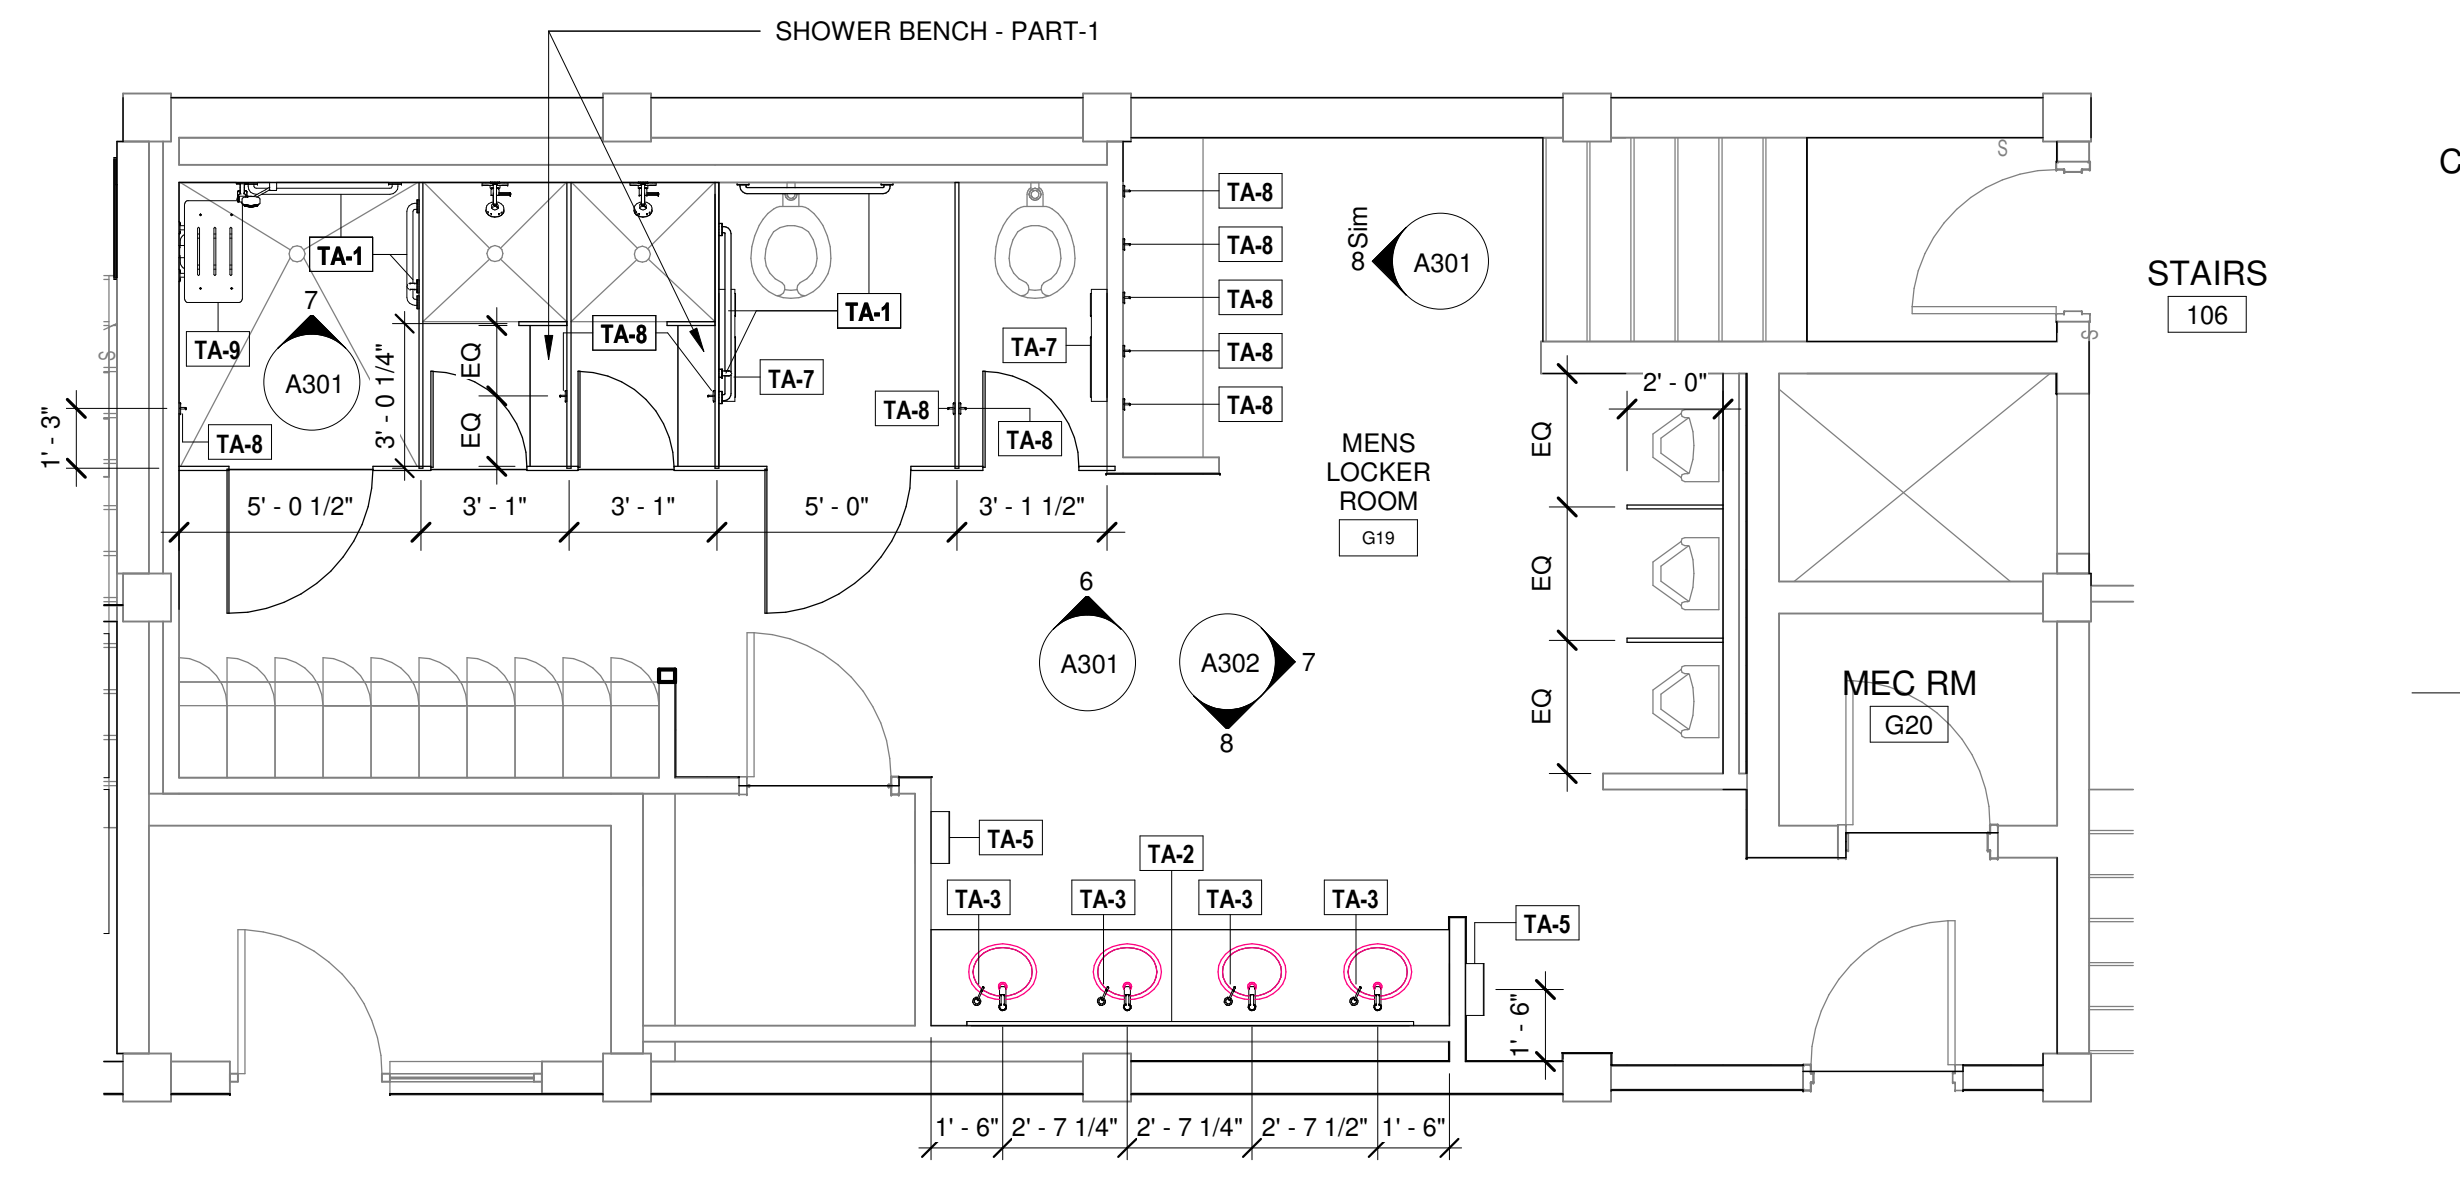 SHOWER BENCH - PART-1
C
S
TA-8
TA-8
TA-8
TA-8
TA-8
8
Sim
A301
STAIRS
106
TA-1
TA-1
TA-9
7
A301
TA-8
TA-7
TA-7
TA-8
TA-8
TA-8
S
S
1' - 3"
3' - 0 1/4"
EQ
EQ
2' - 0"
EQ
EQ
EQ
MENS
LOCKER
ROOM
G19
5' - 0 1/2"
3' - 1"
3' - 1"
5' - 0"
3' - 1 1/2"
6
A301
A302
7
8
MEC RM
G20
TA-5
TA-2
TA-3
TA-3
TA-3
TA-3
TA-5
1' - 6"
1' - 6"
2' - 7 1/4"
2' - 7 1/4"
2' - 7 1/2"
1' - 6"